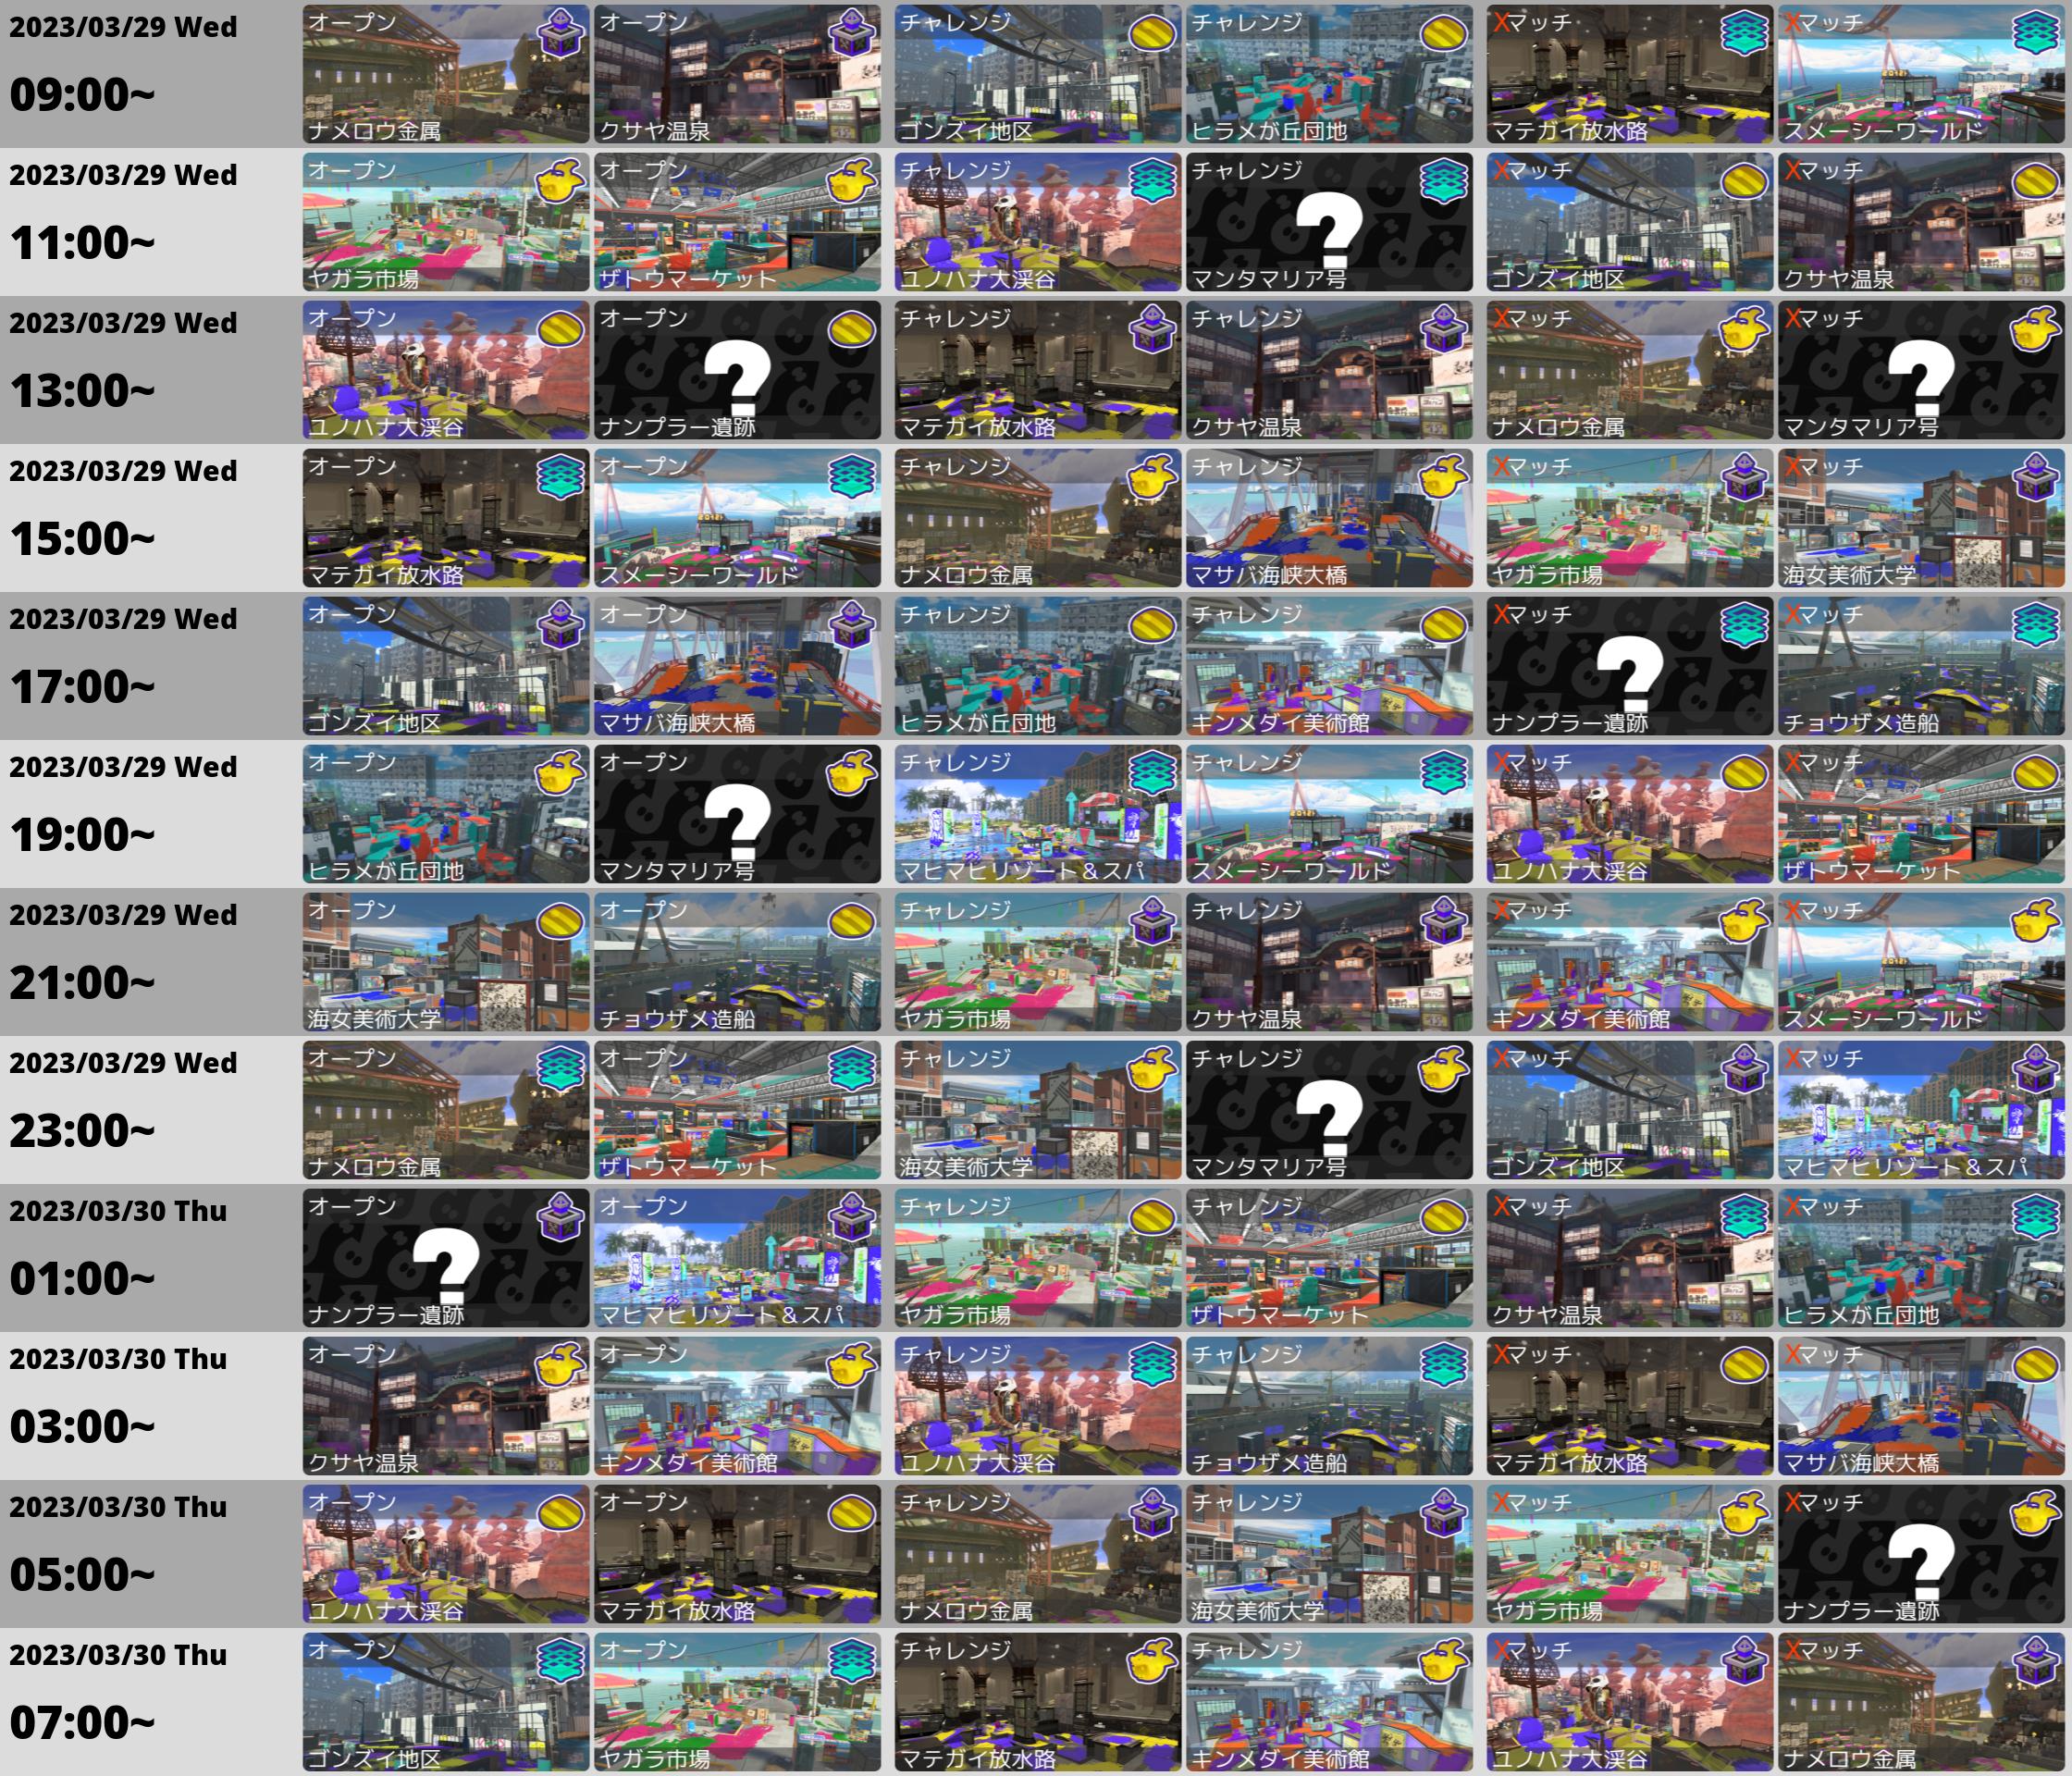 2023/03/29 Wed
09:00~
オープン オープン チャレンジ チャレンジ Xマッチ Xマッチ
ナメロウ金属 クサヤ温泉 ゴンズイ地区 ヒラメが丘団地 マテガイ放水路 スメーシーワールド
2023/03/29 Wed
11:00~
オープン オープン チャレンジ チャレンジ Xマッチ Xマッチ
ヤガラ市場 ザトウマーケット ユノハナ大渓谷 マンタマリア号 ゴンズイ地区 クサヤ温泉
2023/03/29 Wed
13:00~
オープン オープン チャレンジ チャレンジ Xマッチ Xマッチ
ユノハナ大渓谷 ナンプラー遺跡 マテガイ放水路 クサヤ温泉 ナメロウ金属 マンタマリア号
2023/03/29 Wed
15:00~
オープン オープン チャレンジ チャレンジ Xマッチ Xマッチ
マテガイ放水路 スメーシーワールド ナメロウ金属 マサバ海峡大橋 ヤガラ市場 海女美術大学
2023/03/29 Wed
17:00~
オープン オープン チャレンジ チャレンジ Xマッチ Xマッチ
ゴンズイ地区 マサバ海峡大橋 ヒラメが丘団地 キンメダイ美術館 ナンプラー遺跡 チョウザメ造船
2023/03/29 Wed
19:00~
オープン オープン チャレンジ チャレンジ Xマッチ Xマッチ
ヒラメが丘団地 マンタマリア号 マヒマヒリゾート&スパ スメーシーワールド ユノハナ大渓谷 ザトウマーケット
2023/03/29 Wed
21:00~
オープン オープン チャレンジ チャレンジ Xマッチ Xマッチ
海女美術大学 チョウザメ造船 ヤガラ市場 クサヤ温泉 キンメダイ美術館 スメーシーワールド
2023/03/29 Wed
23:00~
オープン オープン チャレンジ チャレンジ Xマッチ Xマッチ
ナメロウ金属 ザトウマーケット 海女美術大学 マンタマリア号 ゴンズイ地区 マヒマヒリゾート&スパ
2023/03/30 Thu
01:00~
オープン オープン チャレンジ チャレンジ Xマッチ Xマッチ
ナンプラー遺跡 マヒマヒリゾート&スパ ヤガラ市場 ザトウマーケット クサヤ温泉 ヒラメが丘団地
2023/03/30 Thu
03:00~
オープン オープン チャレンジ チャレンジ Xマッチ Xマッチ
クサヤ温泉 キンメダイ美術館 ユノハナ大渓谷 チョウザメ造船 マテガイ放水路 マサバ海峡大橋
2023/03/30 Thu
05:00~
オープン オープン チャレンジ チャレンジ Xマッチ Xマッチ
ユノハナ大渓谷 マテガイ放水路 ナメロウ金属 海女美術大学 ヤガラ市場 ナンプラー遺跡
2023/03/30 Thu
07:00~
オープン オープン チャレンジ チャレンジ Xマッチ Xマッチ
ゴンズイ地区 ヤガラ市場 マテガイ放水路 キンメダイ美術館 ユノハナ大渓谷 ナメロウ金属